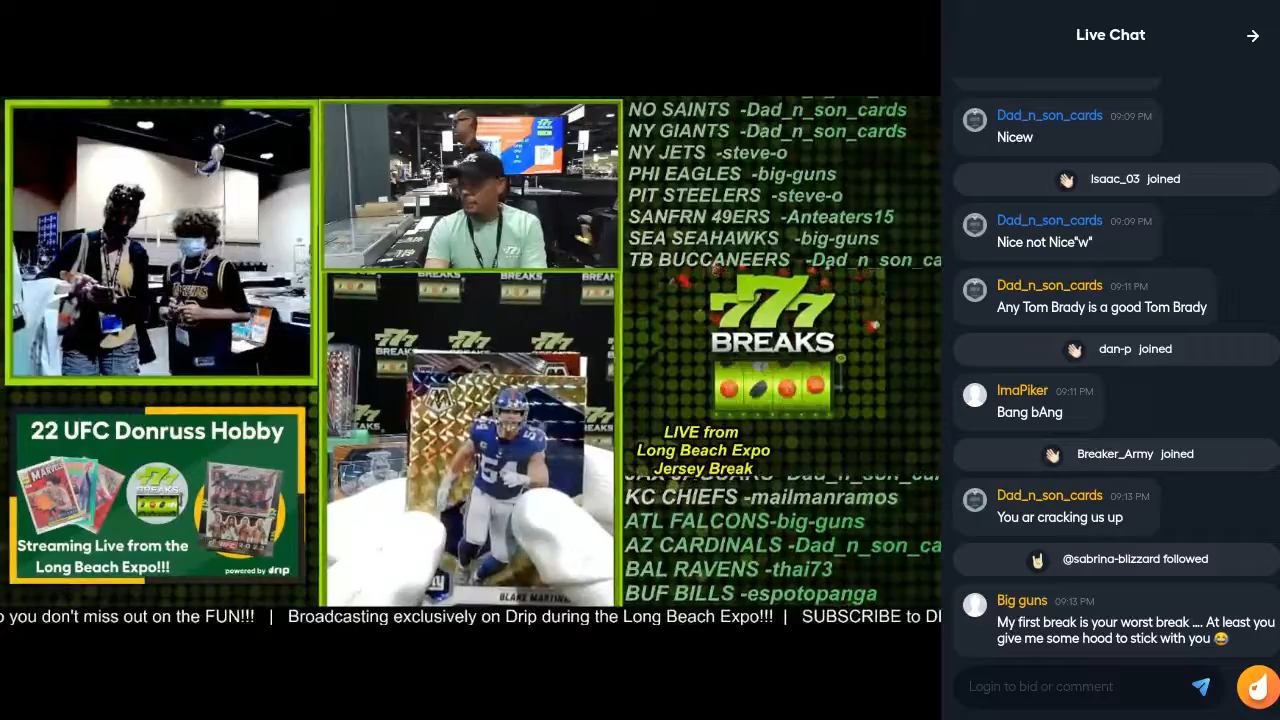 NO SAINTS -Dad_n_son_cards
NY GIANTS -Dad_n_son_cards
NY JETS -steve-o
PHI EAGLES -big-guns
PIT STEELERS -steve-o
SANFRN 49ERS -Anteaters15
SEA SEAHAWKS -big-guns
TB BUCCANEERS -Dad_n_son_ca
777
BREAKS
LIVE from
Long Beach Expo
Jersey Break
KC CHIEFS -mailmanramos
ATL FALCONS-big-guns
AZ CARDINALS -Dad_n_son_ca
BAL RAVENS -thai73
BUF BILLS -espotopanga
BREAKS
BREAKS
54
22 UFC Donruss Hobby
Streaming Live from the
Long Beach Expo!!!
powered by drip
o you don't miss out on the FUN!!! | Broadcasting exclusively on Drip during the Long Beach Expo!!! | SUBSCRIBE to DI
Live Chat
Dad_n_son_cards 09:09 PM
Nicew
Isaac_03 joined
Dad_n_son_cards 09:09 PM
Nice not Nice"w"
Dad_n_son_cards 09:11 PM
Any Tom Brady is a good Tom Brady
dan-p joined
ImaPiker 09:11 PM
Bang bAng
Breaker_Army joined
Dad_n_son_cards 09:13 PM
You ar cracking us up
@sabrina-blizzard followed
Big guns 09:13 PM
My first break is your worst break .... At least you
give me some hood to stick with you 😂
Login to bid or comment